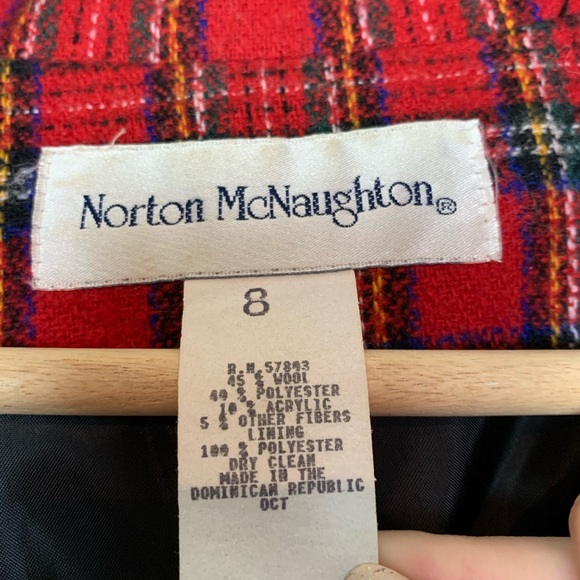 Norton McNaughton®
8
R.N.57803
45 % WOOL
40 % POLYESTER
10 % ACRYLIC
5 % OTHER FIBERS
LINING
100 % POLYESTER
DRY CLEAN
MADE IN THE
DOMINICAN REPUBLIC
OCT